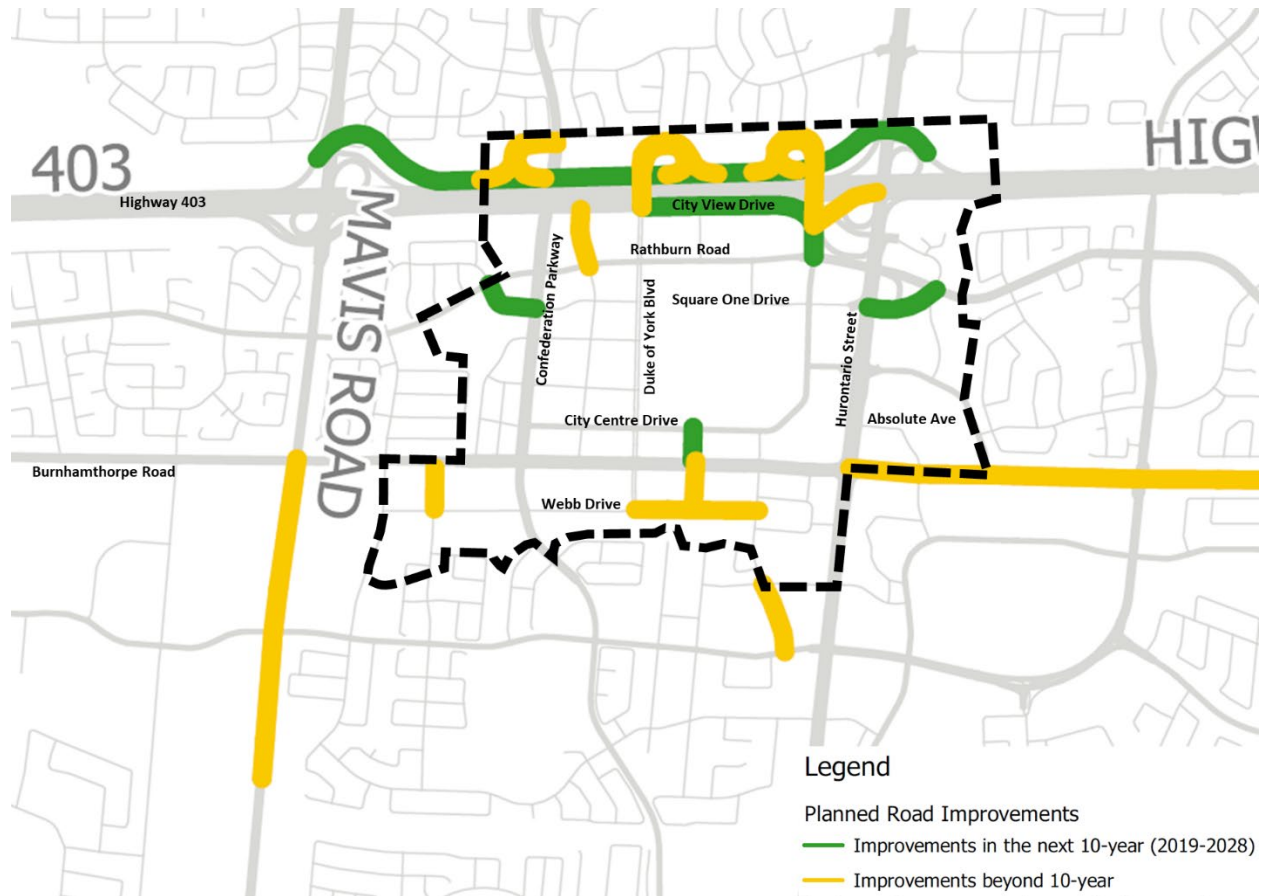 403
HIG
Highway 403
MAVIS ROAD
City View Drive
Confederation Parkway
Rathburn Road
Square One Drive
Duke of York Blvd
Hurontario Street
City Centre Drive
Absolute Ave
Burnhamthorpe Road
Webb Drive
Legend
Planned Road Improvements
Improvements in the next 10-year (2019-2028)
Improvements beyond 10-year